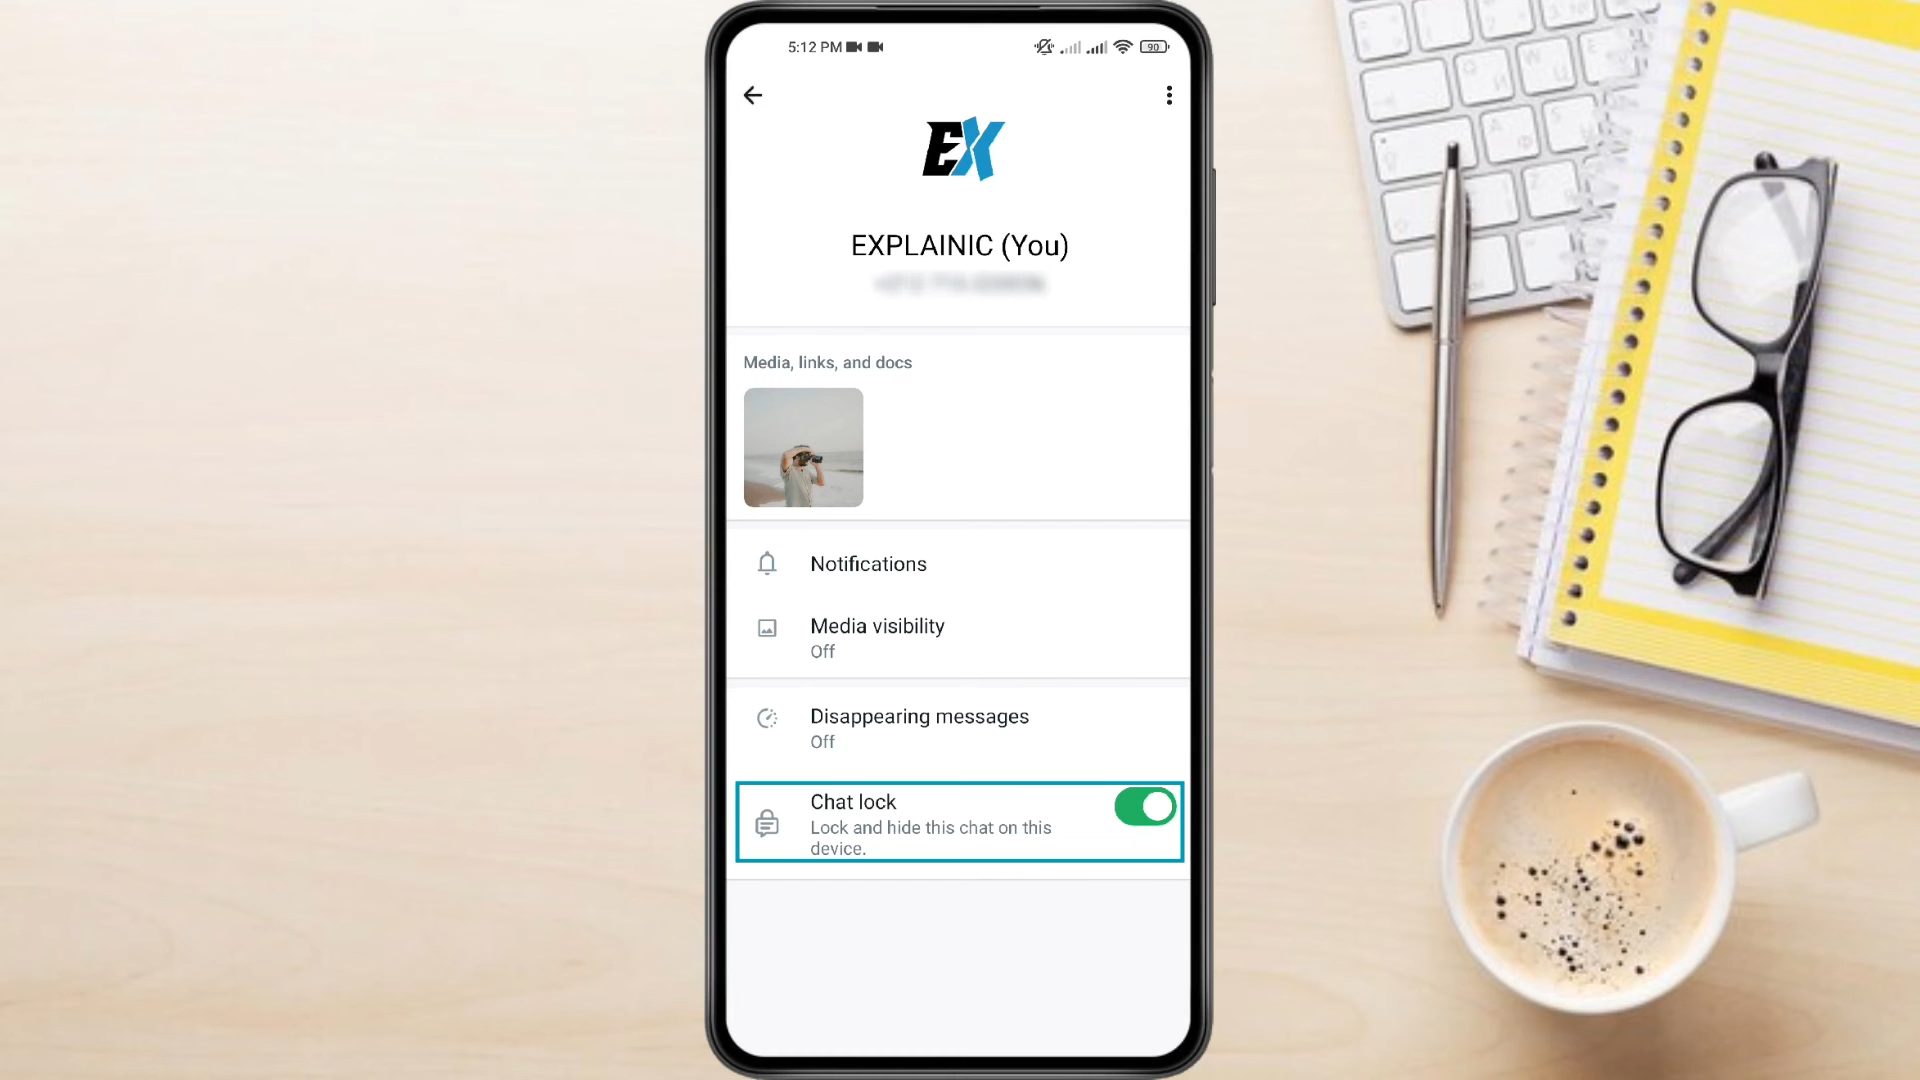 5:12 PM
90
EX
EXPLAINIC (You)
Media, links, and docs
Notifications
Media visibility
Off
Disappearing messages
Off
Chat lock
Lock and hide this chat on this
device.